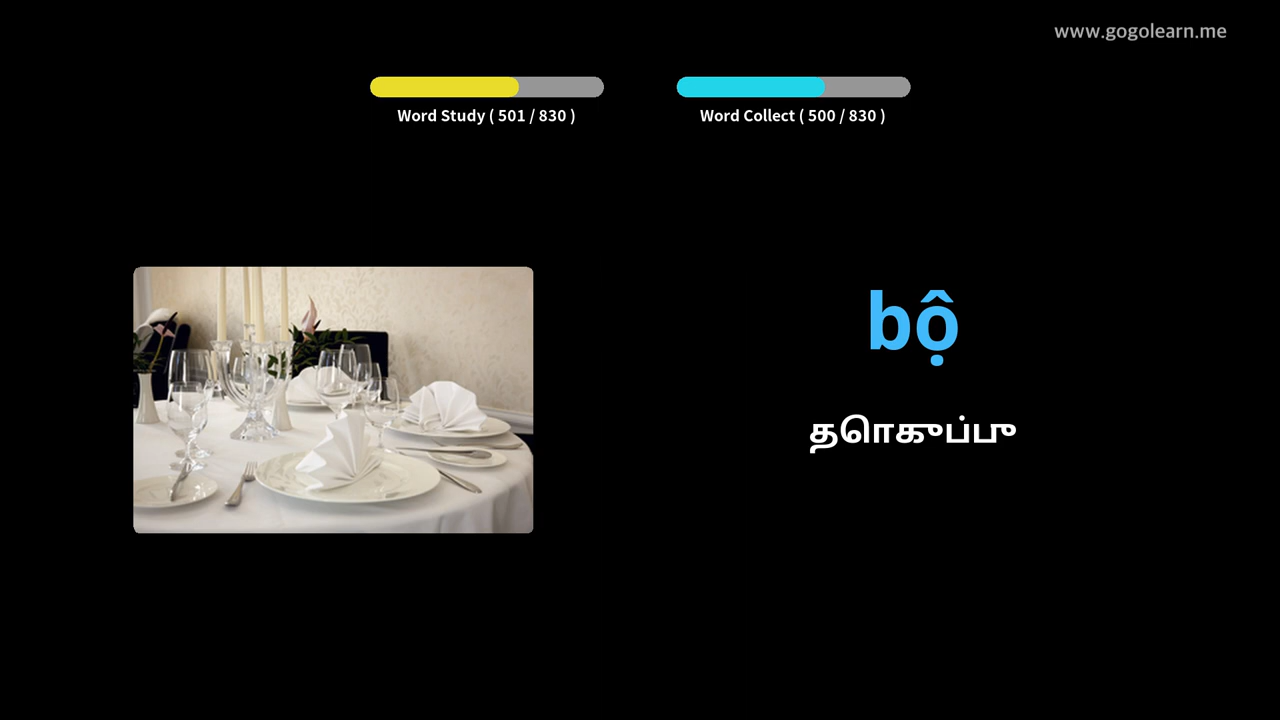 www.gogolearn.me
Word Study ( 501 / 830 )
Word Collect ( 500 / 830 )
bộ
தொகுப்பு